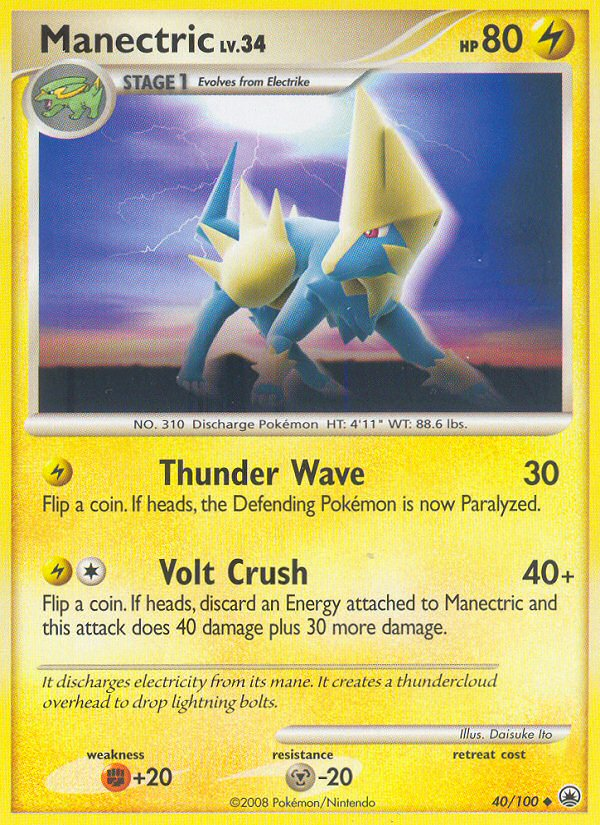 Manectric LV.34 HP 80
STAGE 1 Evolves from Electrike
NO. 310 Discharge Pokémon HT: 4'11" WT: 88.6 lbs.
Thunder Wave 30
Flip a coin. If heads, the Defending Pokémon is now Paralyzed.
Volt Crush 40+
Flip a coin. If heads, discard an Energy attached to Manectric and
this attack does 40 damage plus 30 more damage.
It discharges electricity from its mane. It creates a thundercloud
overhead to drop lightning bolts.
Illus. Daisuke Ito
weakness resistance retreat cost
+20 -20
©2008 Pokémon/Nintendo 40/100